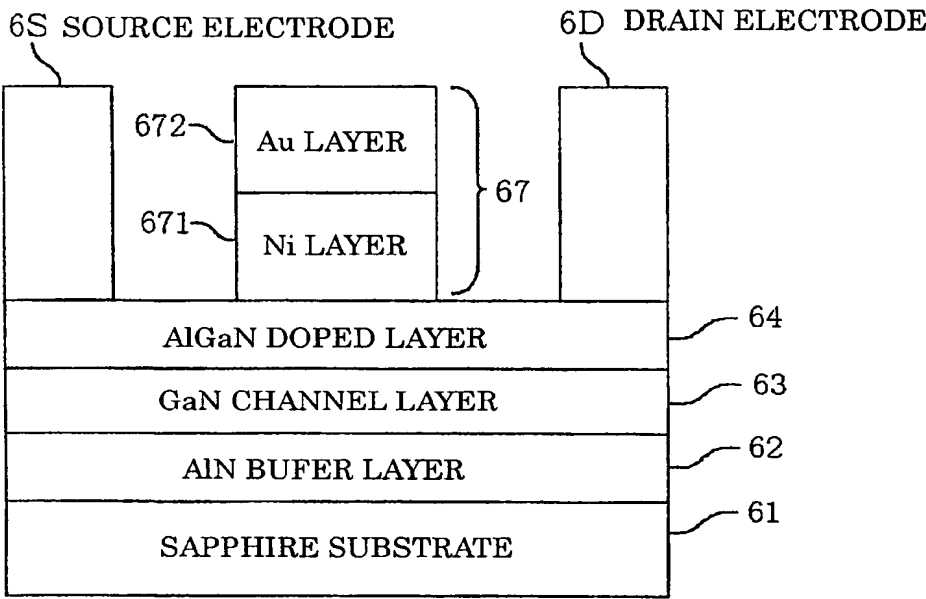 6S SOURCE ELECTRODE
6D DRAIN ELECTRODE
672
Au LAYER
67
671
Ni LAYER
AlGaN DOPED LAYER
64
GaN CHANNEL LAYER
63
AlN BUFER LAYER
62
SAPPHIRE SUBSTRATE
61